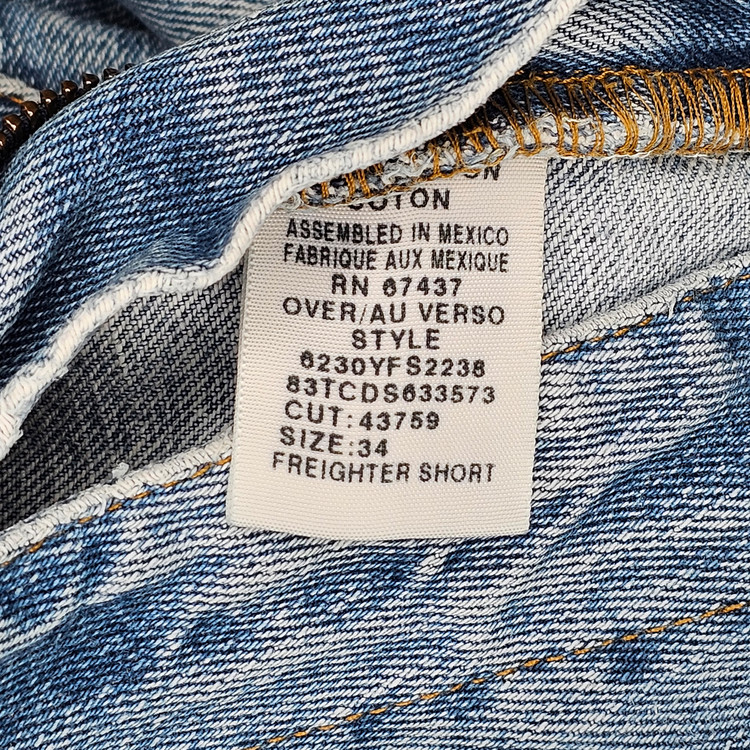 COTON
ASSEMBLED IN MEXICO
FABRIQUE AUX MEXIQUE
RN 67437
OVER/AU VERSO
STYLE
6230YFS2238
83TCDS633573
CUT:43759
SIZE:34
FREIGHTER SHORT